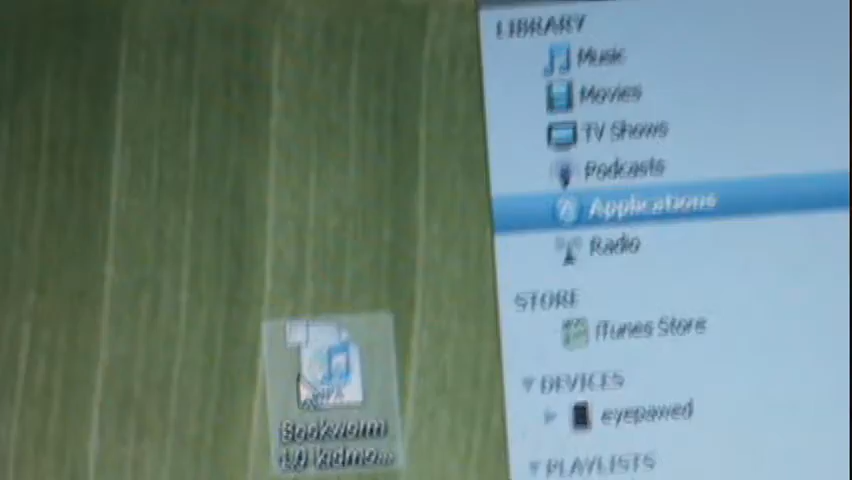 LIBRARY
Music
Movies
TV Shows
Podcasts
Applications
Radio
STORE
iTunes Store
DEVICES
eyepawed
PLAYLISTS
Bookworm